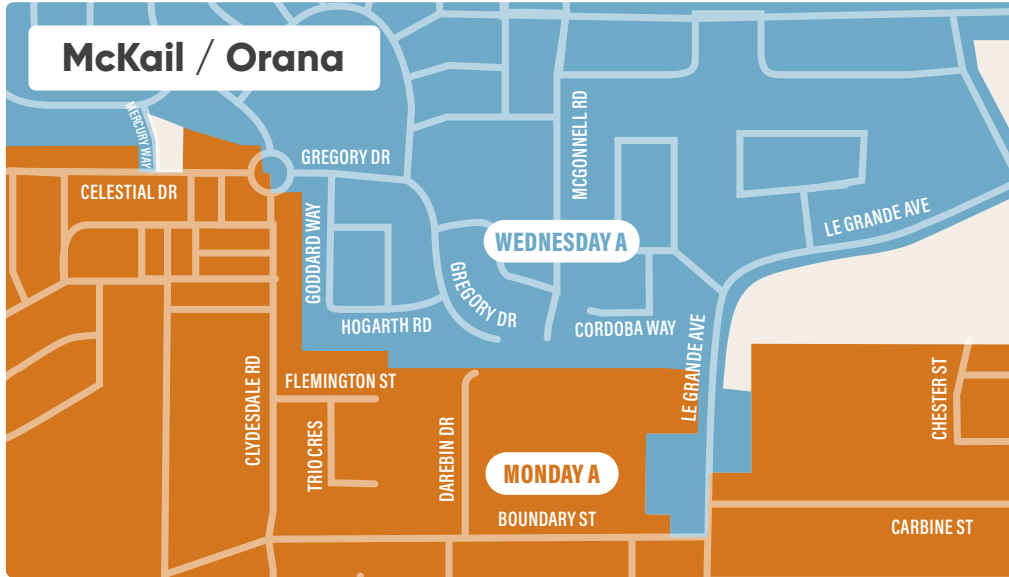 McKail / Orana
MERCURY WAY
GREGORY DR
MCGONNELL RD
CELESTIAL DR
GODDARD WAY
LE GRANDE AVE
WEDNESDAY A
GREGORY DR
HOGARTH RD
CORDOBA WAY
LE GRANDE AVE
CLYDESDALE RD
FLEMINGTON ST
CHESTER ST
TRIOCRES
DAREBIN DR
MONDAY A
BOUNDARY ST
CARBINE ST